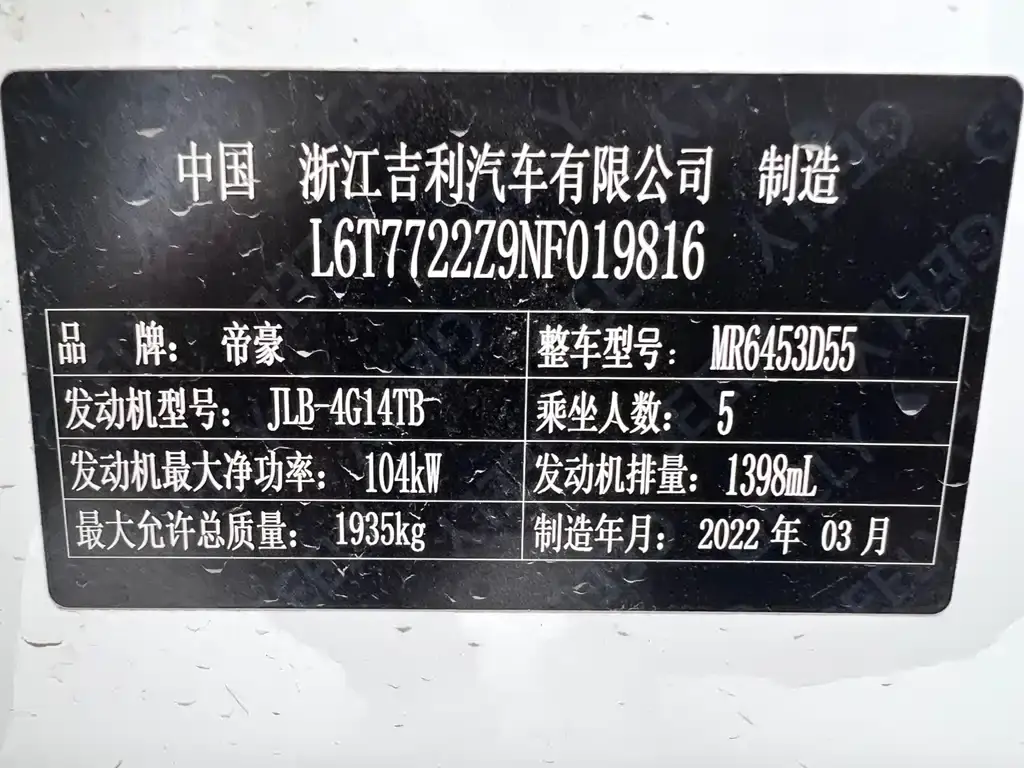 中国 浙江吉利汽车有限公司 制造
L6T7722Z9NF019816
品 牌： 帝豪 整车型号： MR6453D55
发动机型号： JLB-4G14TB 乘坐人数： 5
发动机最大净功率： 104kW 发动机排量： 1398mL
最大允许总质量： 1935kg 制造年月： 2022 年 03 月